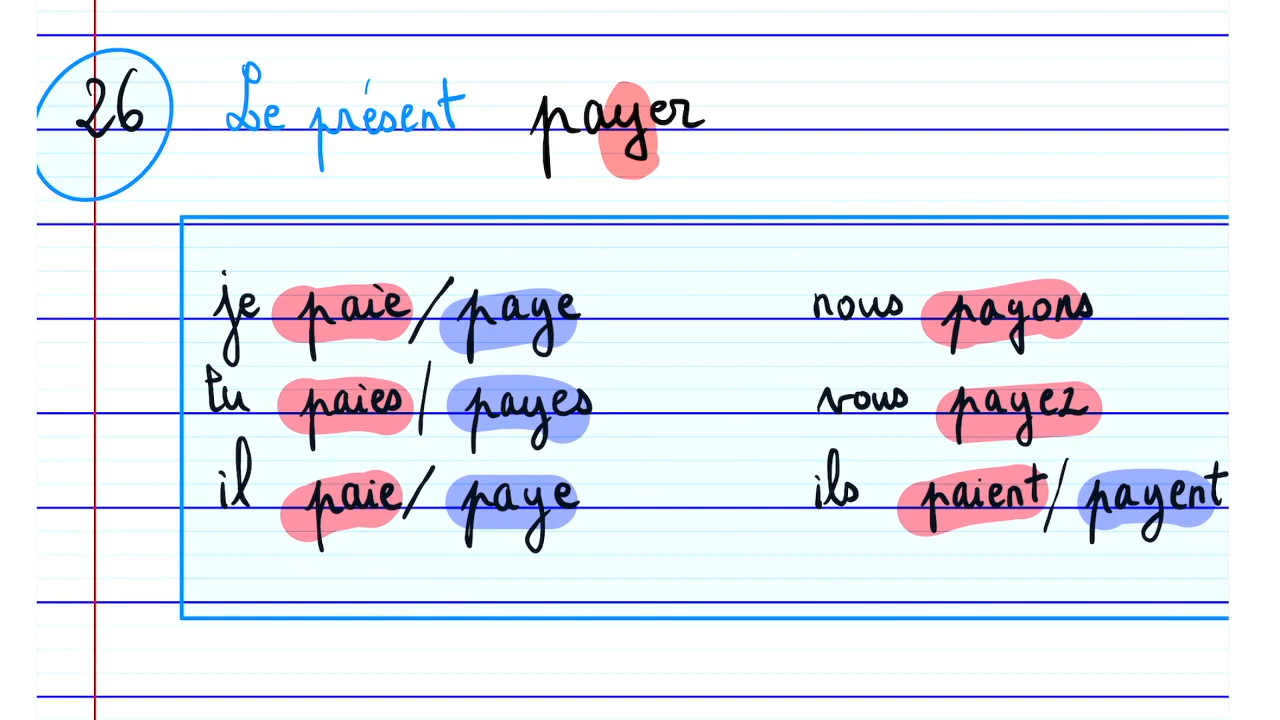 26 Le présent payer
je paie/paye nous payons
tu paies/payes vous payez
il paie/paye ils paient/payent